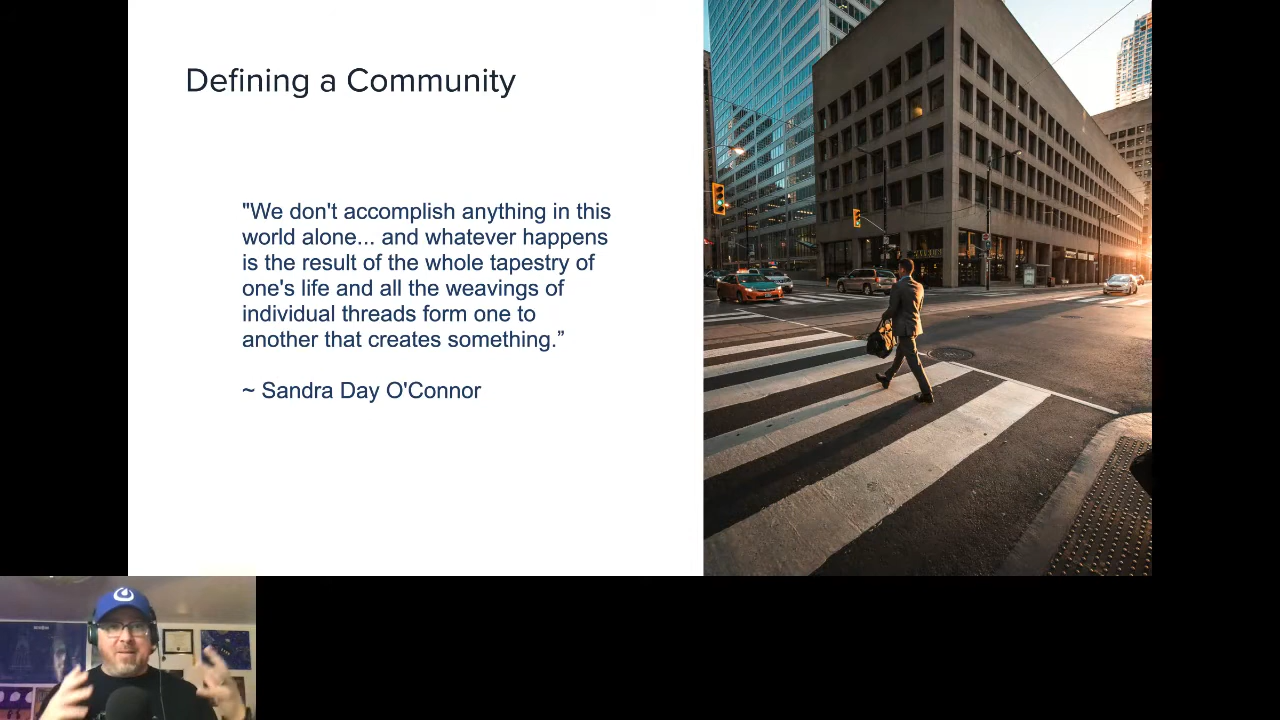 Defining a Community
"We don't accomplish anything in this
world alone... and whatever happens
is the result of the whole tapestry of
one's life and all the weavings of
individual threads form one to
another that creates something.”
~ Sandra Day O'Connor